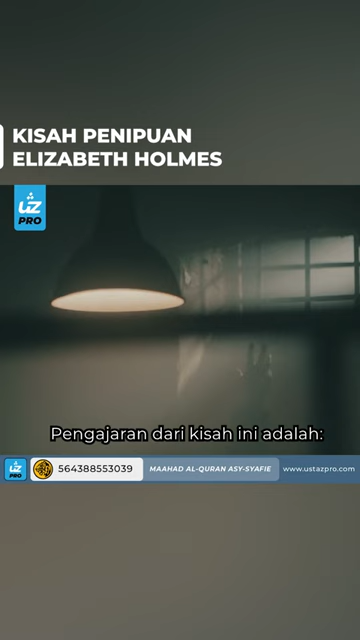 KISAH PENIPUAN
ELIZABETH HOLMES
UZ
PRO
Pengajaran dari kisah ini adalah:
UZ
PRO
564388553039
MAAHAD AL-QURAN ASY-SYAFIE
www.ustazpro.com